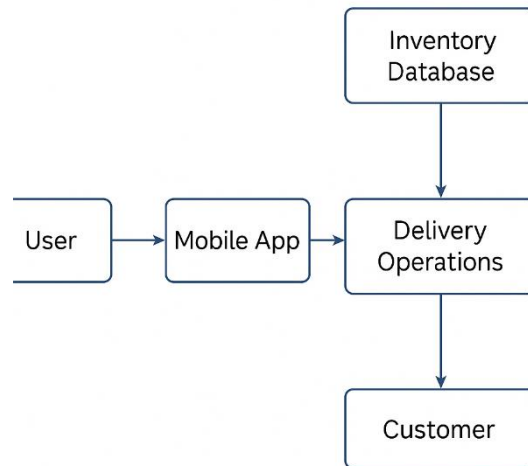 Inventory
Database
User
Mobile App
Delivery
Operations
Customer